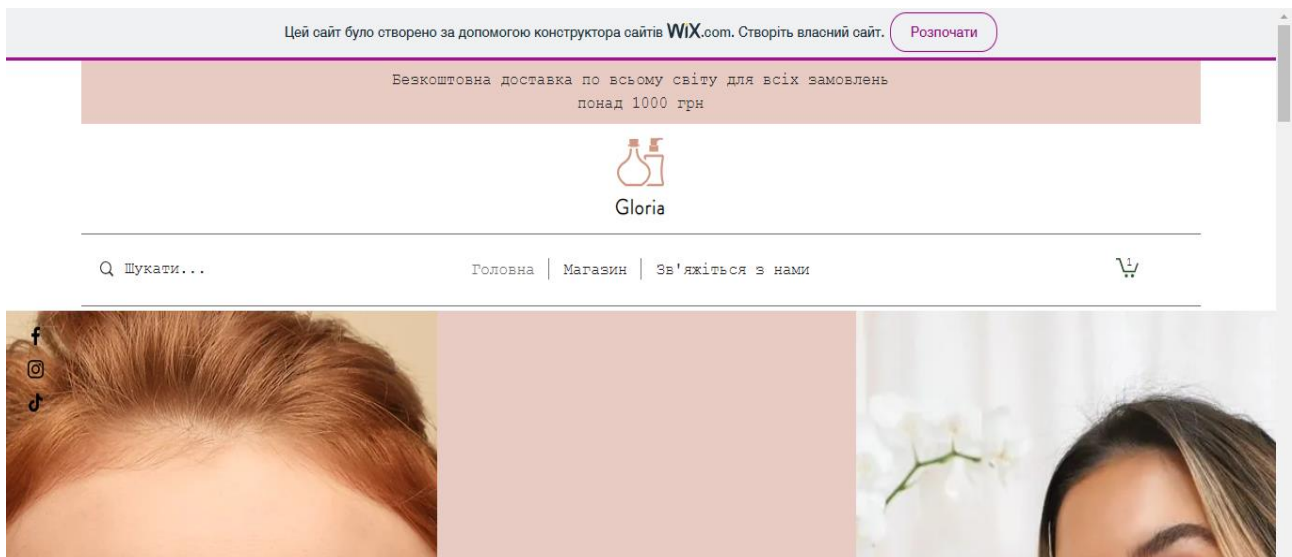 Цей сайт було створено за допомогою конструктора сайтів WiX.com. Створіть власний сайт. Розпочати
Безкоштовна доставка по всьому світу для всіх замовлень
понад 1000 грн
Gloria
Шукати... Головна Магазин Зв'яжіться з нами 1